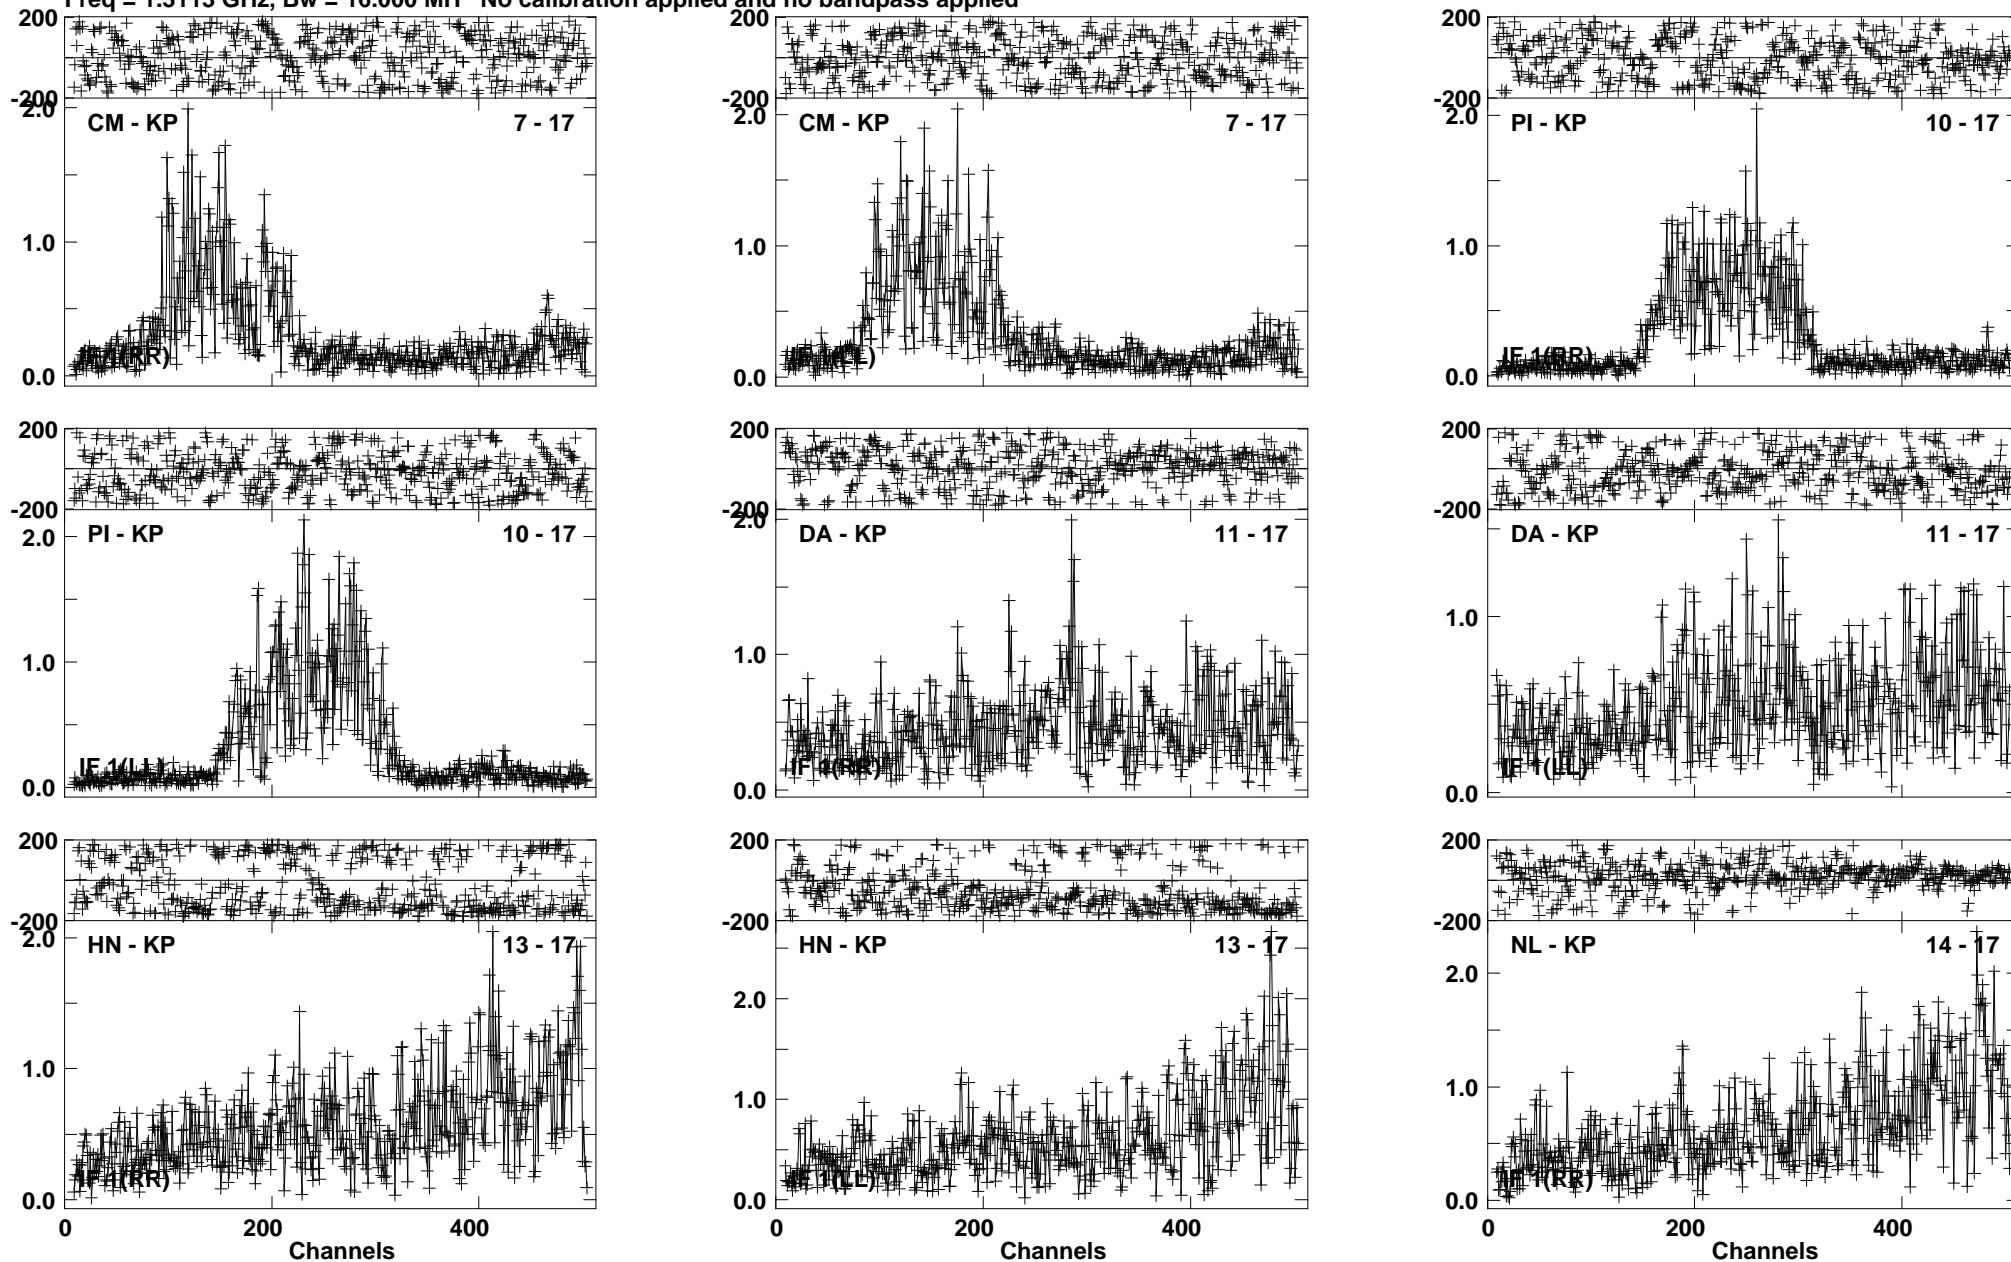 Freq = 1.3113 GHz, Bw = 16.000 MH No calibration applied and no bandpass applied
200 200 200
-200 -200 -200
2.0 CM - KP 7 - 17 2.0 CM - KP 7 - 17 2.0 PI - KP 10 - 17
1.0 1.0 1.0
IF 1(RR) IF 1(LL) IF 1(RR)
0.0 0.0 0.0
200 200 200
-200 -200 -200
2.0 PI - KP 10 - 17 2.0 DA - KP 11 - 17 DA - KP 11 - 17
1.0 1.0 1.0
IF 1(LL) IF 1(RR) IF 1(LL)
0.0 0.0 0.0
200 200 200
-200 -200 -200
2.0 HN - KP 13 - 17 HN - KP 13 - 17 NL - KP 14 - 17
2.0 2.0
1.0 1.0 1.0
IF 1(RR) IF 1(LL) IF 1(RR)
0.0 0.0 0.0
0 200 400 0 200 400 0 200 400
Channels Channels Channels